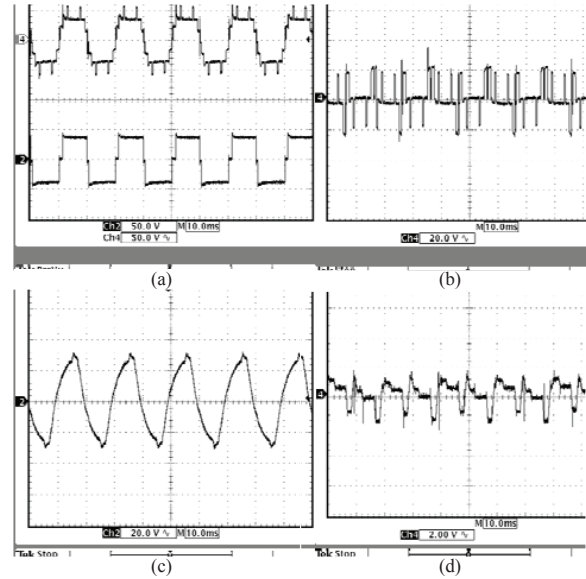 4
2
Ch2 50.0 V M 10.0ms
Ch4 50.0 V ∿
4
M 10.0ms
Ch4 20.0 V ∿
(a) (b)
2
Ch2 20.0 V M 10.0ms
Tek Stop
4
M 10.0ms
Ch4 2.00 V ∿
Tek Stop
(c) (d)